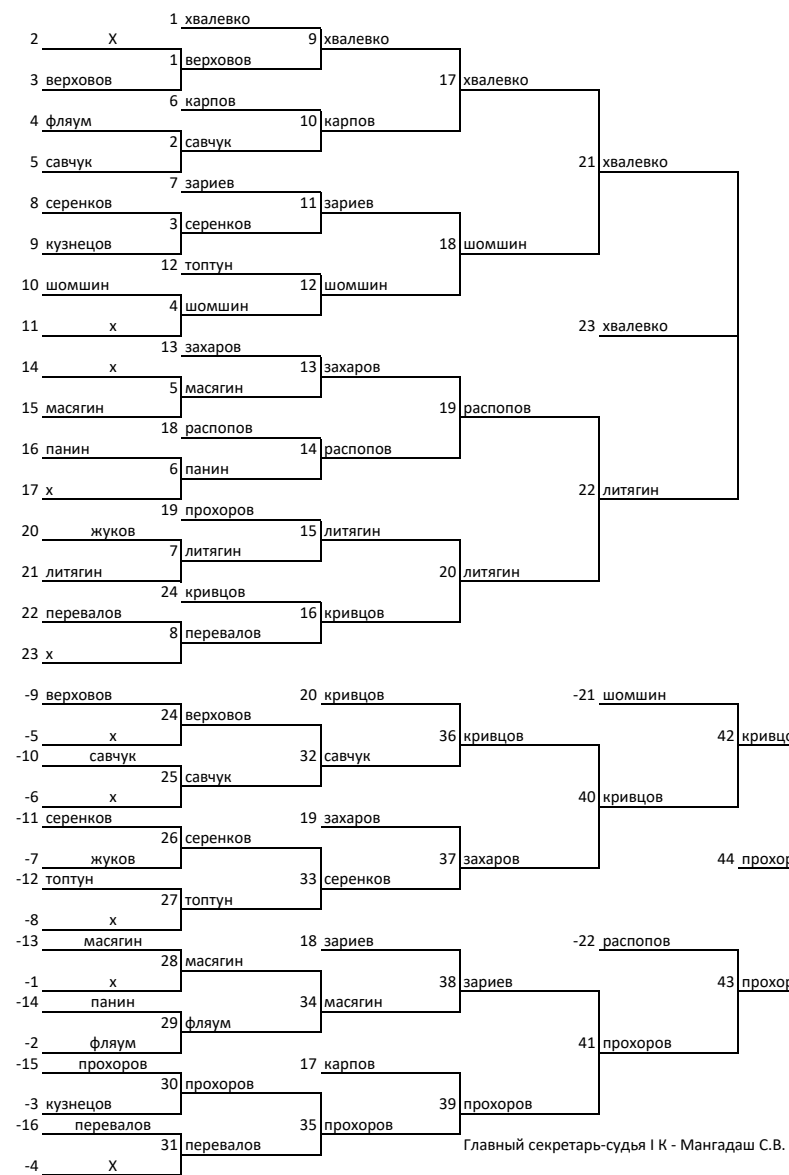 1 хвалевко
2 Х 9 хвалевко
1 верховов
3 верховов 17 хвалевко
6 карпов
4 фляум 10 карпов
2 савчук
5 савчук 21 хвалевко
7 зариев
8 серенков 11 зариев
3 серенков
9 кузнецов 18 шомшин
12 топтун
10 шомшин 12 шомшин
4 шомшин
11 х 23 хвалевко
13 захаров
14 х 13 захаров
5 масягин
15 масягин 19 распопов
18 распопов
16 панин 14 распопов
6 панин
17 х 22 литягин
19 прохоров
20 жуков 15 литягин
7 литягин
21 литягин 20 литягин
24 кривцов
22 перевалов 16 кривцов
8 перевалов
23 х
-9 верховов 20 кривцов -21 шомшин
24 верховов
-5 х 36 кривцов 42 кривцо
-10 савчук 32 савчук
25 савчук
-6 х 40 кривцов
-11 серенков 19 захаров
26 серенков
-7 жуков 37 захаров 44 прохор
-12 топтун 33 серенков
27 топтун
-8 х
-13 масягин 18 зариев -22 распопов
28 масягин
-1 х 38 зариев 43 прохор
-14 панин 34 масягин
29 фляум
-2 фляум 41 прохоров
-15 прохоров 17 карпов
30 прохоров
-3 кузнецов 39 прохоров
-16 перевалов 35 прохоров
31 перевалов Главный секретарь-судья I К - Мангадаш С.В.
-4 Х